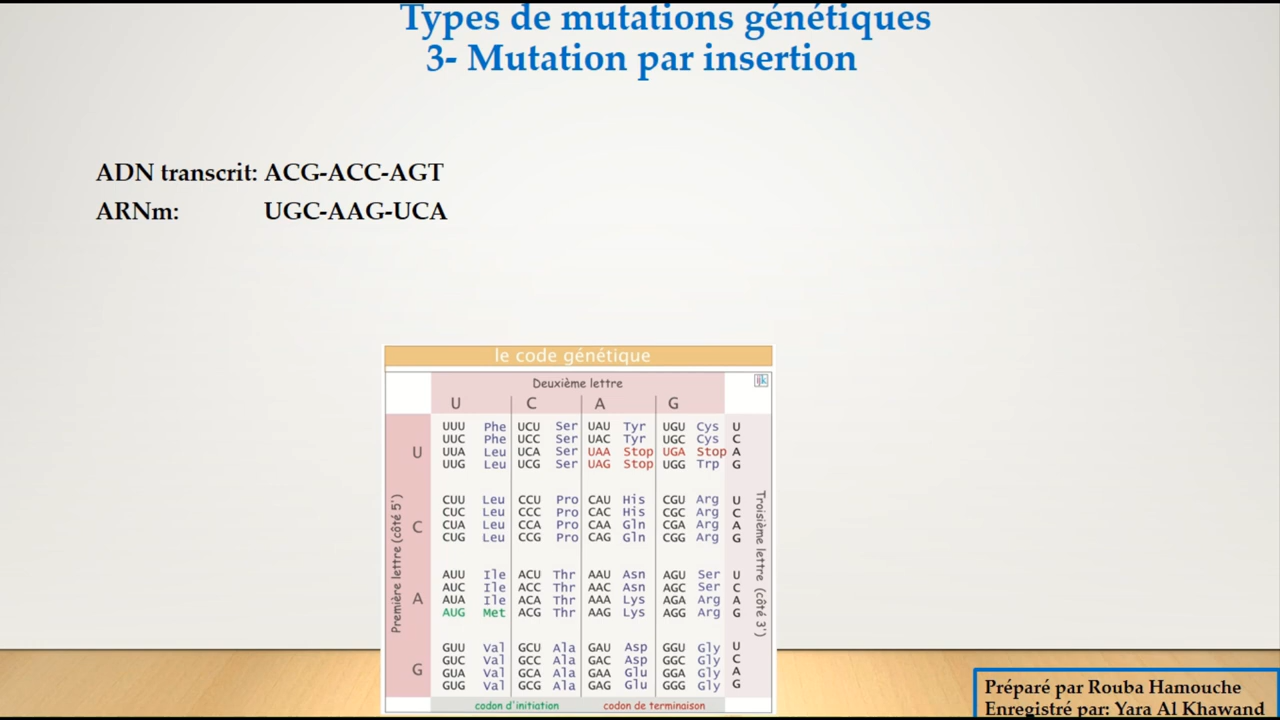 Types de mutations génétiques
3- Mutation par insertion
ADN transcrit: ACG-ACC-AGT
ARNm: UGC-AAG-UCA
le code génétique
Deuxième lettre
U C A G
Première lettre (côté 5')
Troisième lettre (côté 3')
U
UUU Phe UCU Ser UAU Tyr UGU Cys U
UUC Phe UCC Ser UAC Tyr UGC Cys C
UUA Leu UCA Ser UAA Stop UGA Stop A
UUG Leu UCG Ser UAG Stop UGG Trp G
C
CUU Leu CCU Pro CAU His CGU Arg U
CUC Leu CCC Pro CAC His CGC Arg C
CUA Leu CCA Pro CAA Gln CGA Arg A
CUG Leu CCG Pro CAG Gln CGG Arg G
A
AUU Ile ACU Thr AAU Asn AGU Ser U
AUC Ile ACC Thr AAC Asn AGC Ser C
AUA Ile ACA Thr AAA Lys AGA Arg A
AUG Met ACG Thr AAG Lys AGG Arg G
G
GUU Val GCU Ala GAU Asp GGU Gly U
GUC Val GCC Ala GAC Asp GGC Gly C
GUA Val GCA Ala GAA Glu GGA Gly A
GUG Val GCG Ala GAG Glu GGG Gly G
codon d'initiation codon de terminaison
Préparé par Rouba Hamouche
Enregistré par: Yara Al Khawand